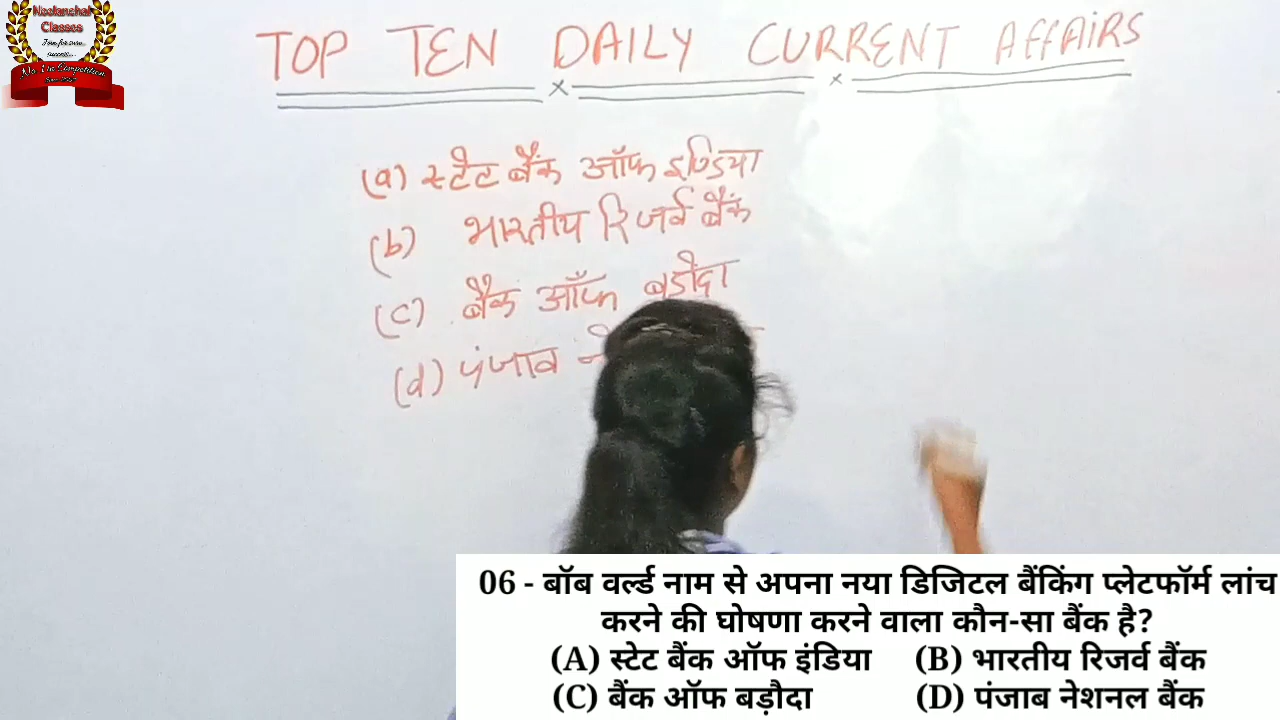 Neelanchal
Classes
TOP TEN DAILY CURRENT AFFAIRS
(a) स्टेट बैंक ऑफ इण्डिया
(b) भारतीय रिजर्व बैंक
(c) बैंक ऑफ बड़ौदा
(d) पंजाब
06 - बॉब वर्ल्ड नाम से अपना नया डिजिटल बैंकिंग प्लेटफॉर्म लांच
करने की घोषणा करने वाला कौन-सा बैंक है?
(A) स्टेट बैंक ऑफ इंडिया (B) भारतीय रिजर्व बैंक
(C) बैंक ऑफ बड़ौदा (D) पंजाब नेशनल बैंक